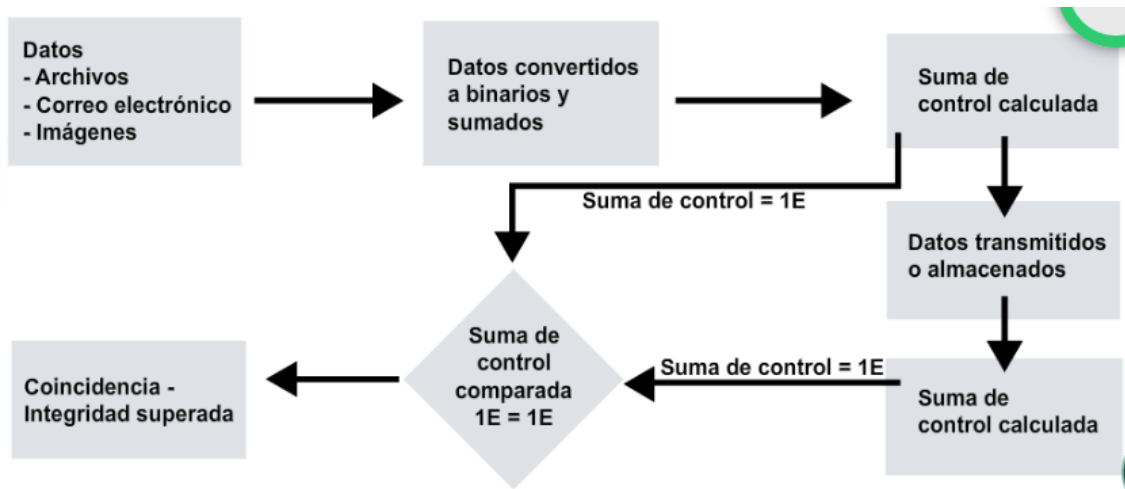 Datos
- Archivos
- Correo electrónico
- Imágenes
Datos convertidos
a binarios y
sumados
Suma de
control calculada
Suma de control = 1E
Datos transmitidos
o almacenados
Suma de
control calculada
Suma de control = 1E
Suma de
control
comparada
1E = 1E
Coincidencia -
Integridad superada